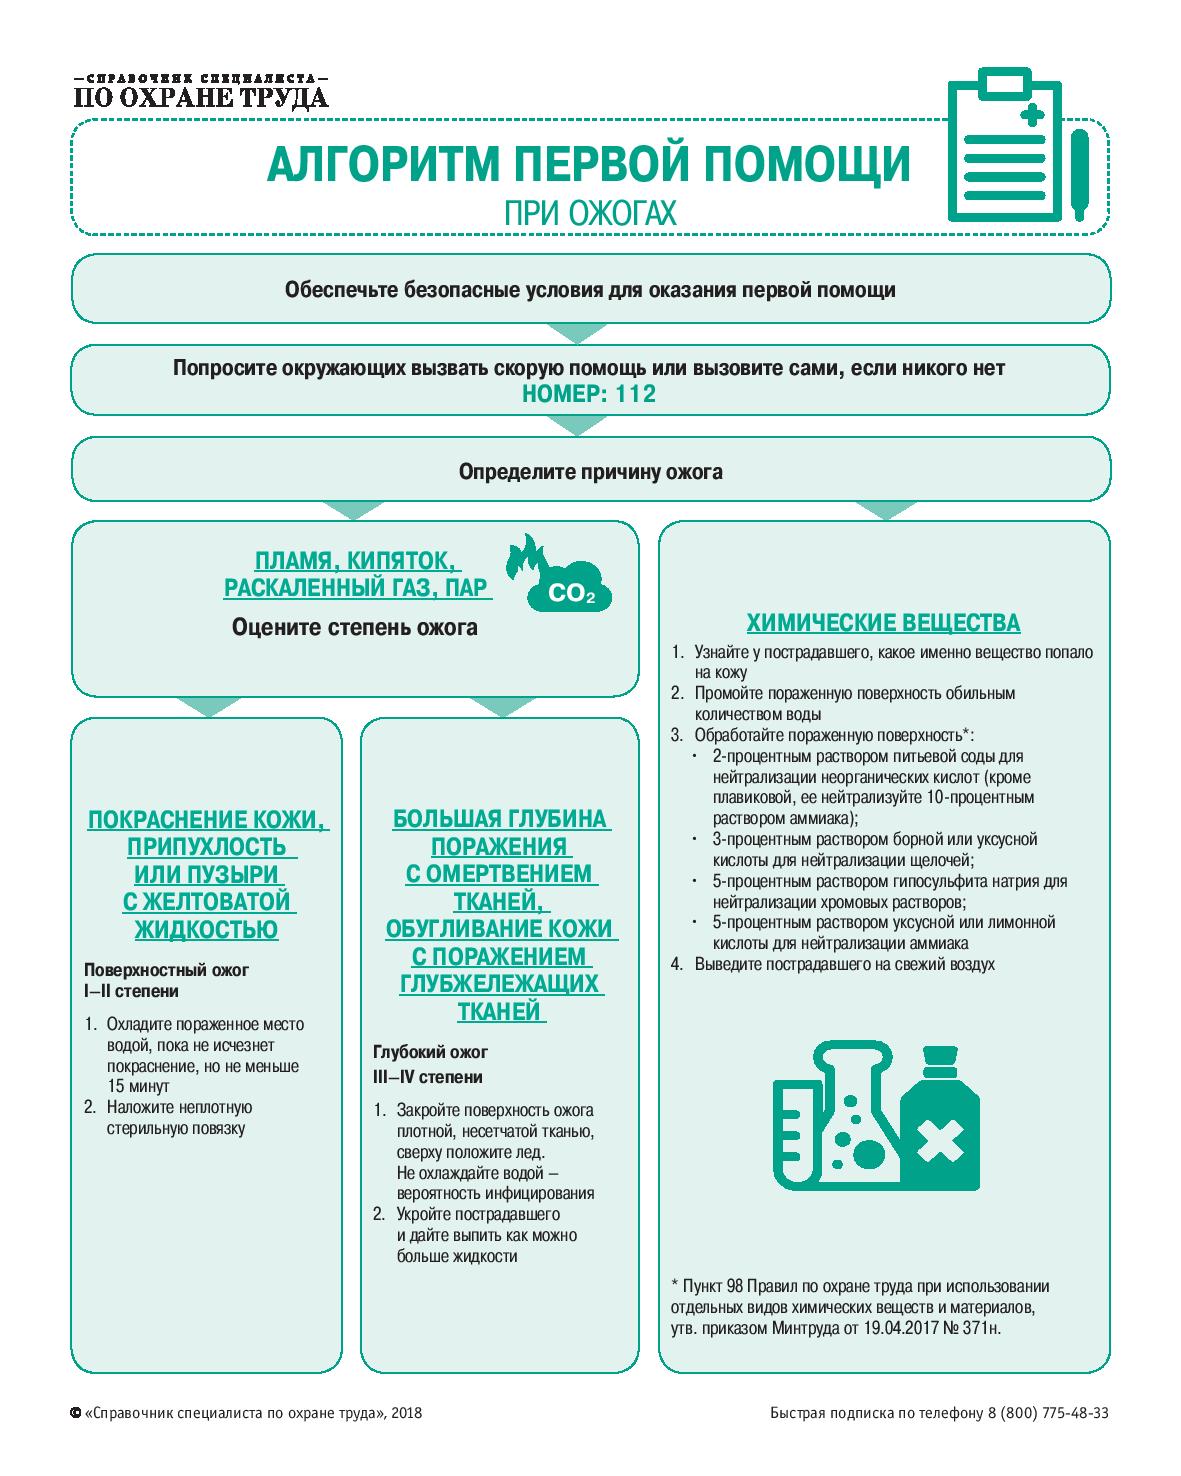 –СПРАВОЧНИК СПЕЦИАЛИСТА–
ПО ОХРАНЕ ТРУДА
АЛГОРИТМ ПЕРВОЙ ПОМОЩИ
ПРИ ОЖОГАХ
Обеспечьте безопасные условия для оказания первой помощи
Попросите окружающих вызвать скорую помощь или вызовите сами, если никого нет
НОМЕР: 112
Определите причину ожога
ПЛАМЯ, КИПЯТОК,
РАСКАЛЕННЫЙ ГАЗ, ПАР
CO₂
Оцените степень ожога
ПОКРАСНЕНИЕ КОЖИ,
ПРИПУХЛОСТЬ
ИЛИ ПУЗЫРИ
С ЖЕЛТОВАТОЙ
ЖИДКОСТЬЮ
Поверхностный ожог
I–II степени
1. Охладите пораженное место
водой, пока не исчезнет
покраснение, но не меньше
15 минут
2. Наложите неплотную
стерильную повязку
БОЛЬШАЯ ГЛУБИНА
ПОРАЖЕНИЯ
С ОМЕРТВЕНИЕМ
ТКАНЕЙ,
ОБУГЛИВАНИЕ КОЖИ
С ПОРАЖЕНИЕМ
ГЛУБЖЕЛЕЖАЩИХ
ТКАНЕЙ
Глубокий ожог
III–IV степени
1. Закройте поверхность ожога
плотной, несетчатой тканью,
сверху положите лед.
Не охлаждайте водой –
вероятность инфицирования
2. Укройте пострадавшего
и дайте выпить как можно
больше жидкости
ХИМИЧЕСКИЕ ВЕЩЕСТВА
1. Узнайте у пострадавшего, какое именно вещество попало
на кожу
2. Промойте пораженную поверхность обильным
количеством воды
3. Обработайте пораженную поверхность*:
• 2-процентным раствором питьевой соды для
нейтрализации неорганических кислот (кроме
плавиковой, ее нейтрализуйте 10-процентным
раствором аммиака);
• 3-процентным раствором борной или уксусной
кислоты для нейтрализации щелочей;
• 5-процентным раствором гипосульфита натрия для
нейтрализации хромовых растворов;
• 5-процентным раствором уксусной или лимонной
кислоты для нейтрализации аммиака
4. Выведите пострадавшего на свежий воздух
* Пункт 98 Правил по охране труда при использовании
отдельных видов химических веществ и материалов,
утв. приказом Минтруда от 19.04.2017 № 371н.
© «Справочник специалиста по охране труда», 2018
Быстрая подписка по телефону 8 (800) 775-48-33